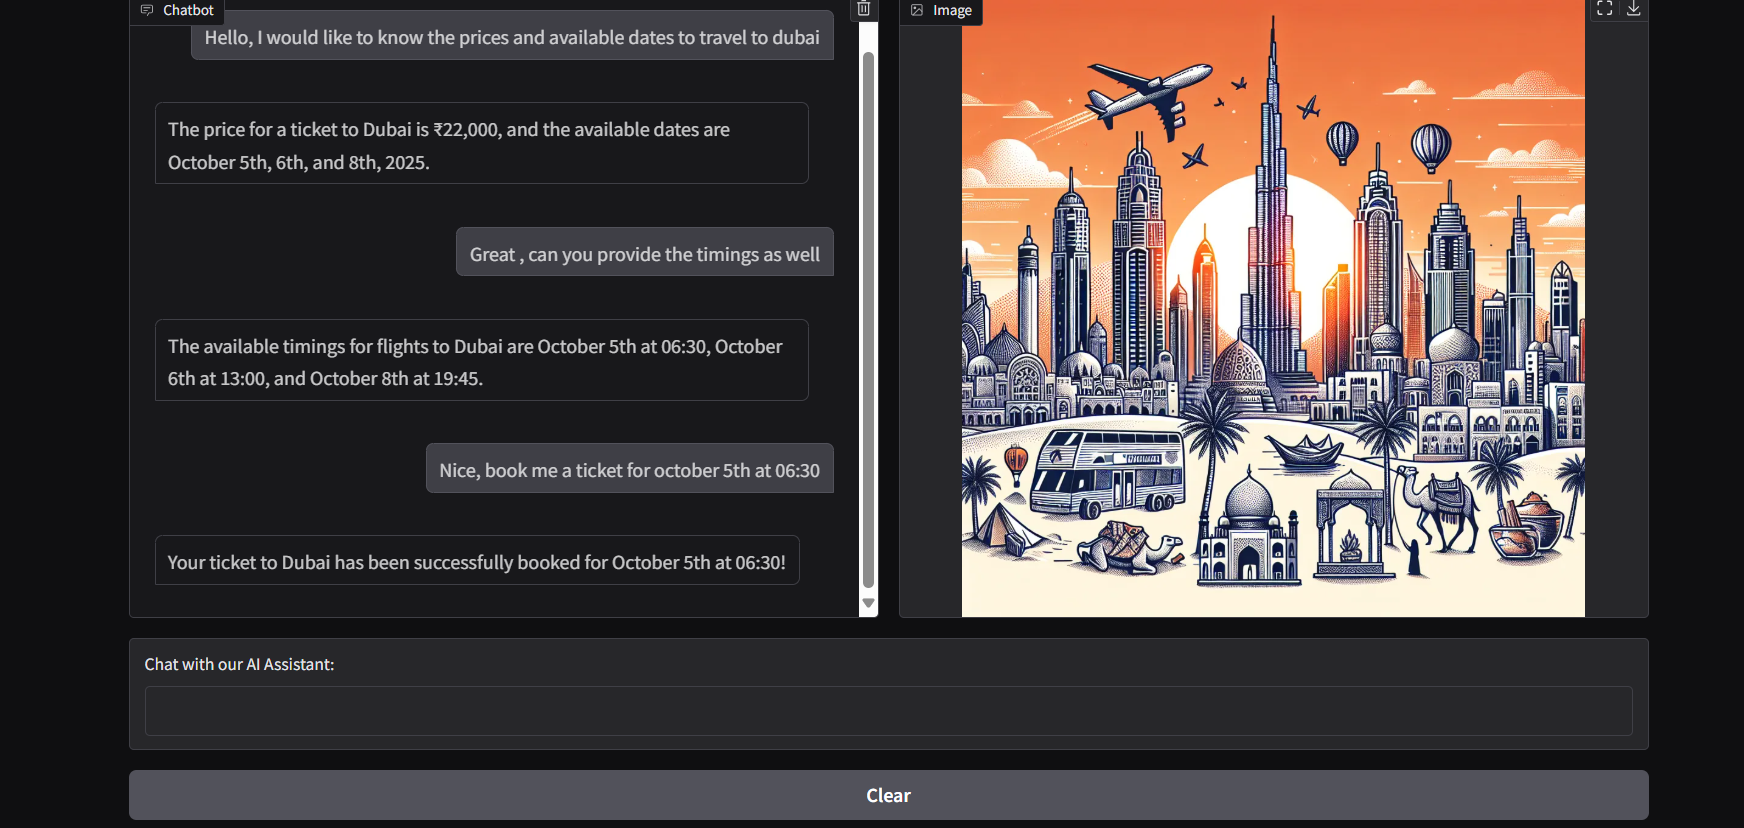 Chatbot
Hello, I would like to know the prices and available dates to travel to dubai
The price for a ticket to Dubai is ₹22,000, and the available dates are
October 5th, 6th, and 8th, 2025.
Great , can you provide the timings as well
The available timings for flights to Dubai are October 5th at 06:30, October
6th at 13:00, and October 8th at 19:45.
Nice, book me a ticket for october 5th at 06:30
Your ticket to Dubai has been successfully booked for October 5th at 06:30!
Image
Chat with our AI Assistant:
Clear